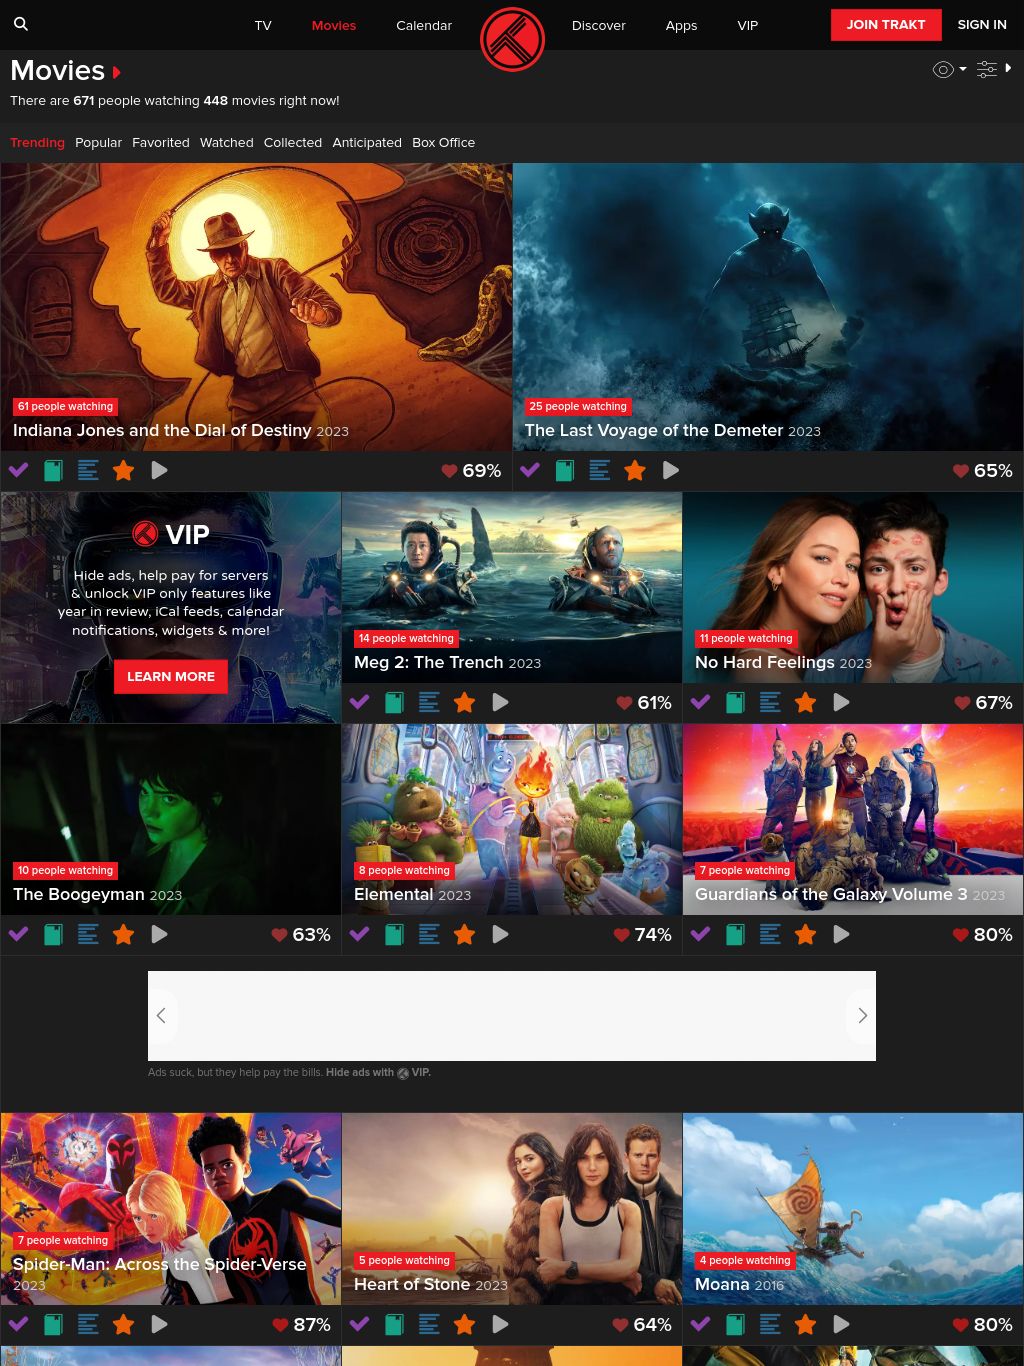 TV
Movies
Calendar
Discover
Apps
VIP
JOIN TRAKT
SIGN IN
Movies
There are 671 people watching 448 movies right now!
Trending
Popular
Favorited
Watched
Collected
Anticipated
Box Office
61 people watching
Indiana Jones and the Dial of Destiny 2023
69%
25 people watching
The Last Voyage of the Demeter 2023
65%
VIP
Hide ads, help pay for servers
& unlock VIP only features like
year in review, iCal feeds, calendar
notifications, widgets & more!
LEARN MORE
14 people watching
Meg 2: The Trench 2023
61%
11 people watching
No Hard Feelings 2023
67%
10 people watching
The Boogeyman 2023
63%
8 people watching
Elemental 2023
74%
7 people watching
Guardians of the Galaxy Volume 3 2023
80%
Ads suck, but they help pay the bills. Hide ads with VIP.
7 people watching
Spider-Man: Across the Spider-Verse
2023
87%
5 people watching
Heart of Stone 2023
64%
4 people watching
Moana 2016
80%